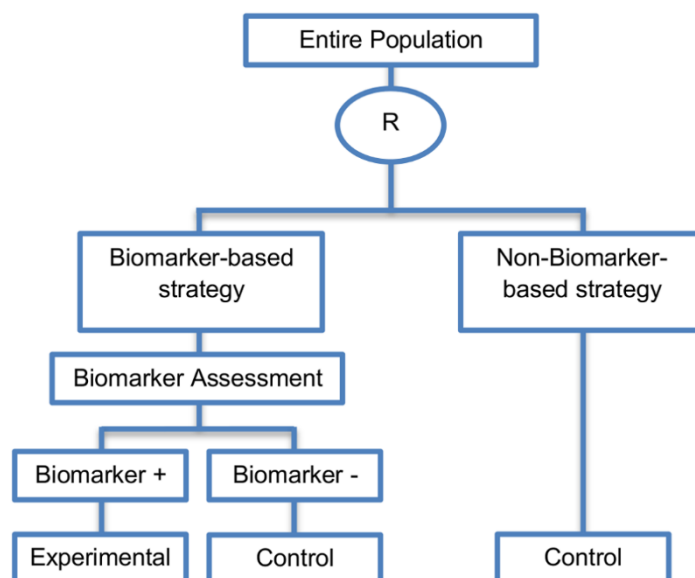 Entire Population
R
Biomarker-based
strategy
Non-Biomarker-
based strategy
Biomarker Assessment
Biomarker +
Biomarker -
Experimental
Control
Control